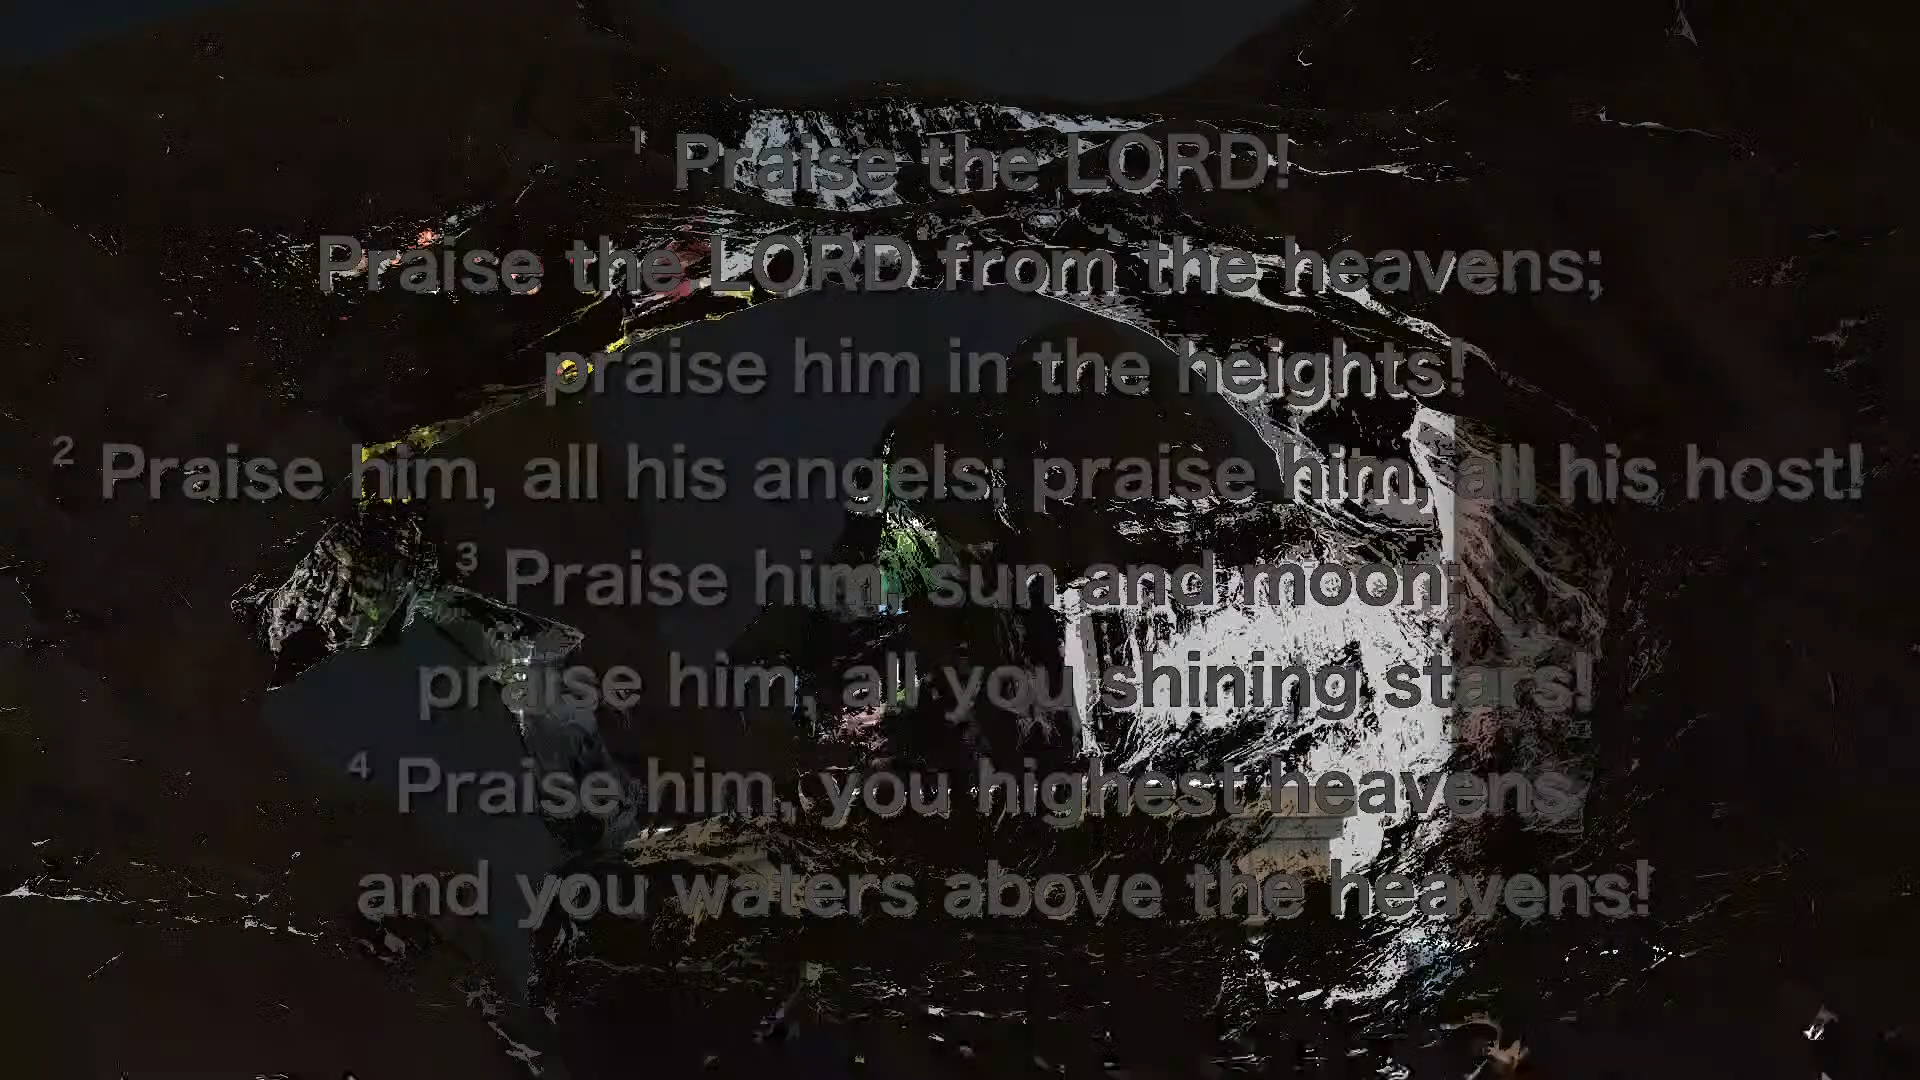 1 Praise the LORD!
Praise the LORD from the heavens;
praise him in the heights!
2 Praise him, all his angels; praise him, all his host!
3 Praise him, sun and moon;
praise him, all you shining stars!
4 Praise him, you highest heavens
and you waters above the heavens!